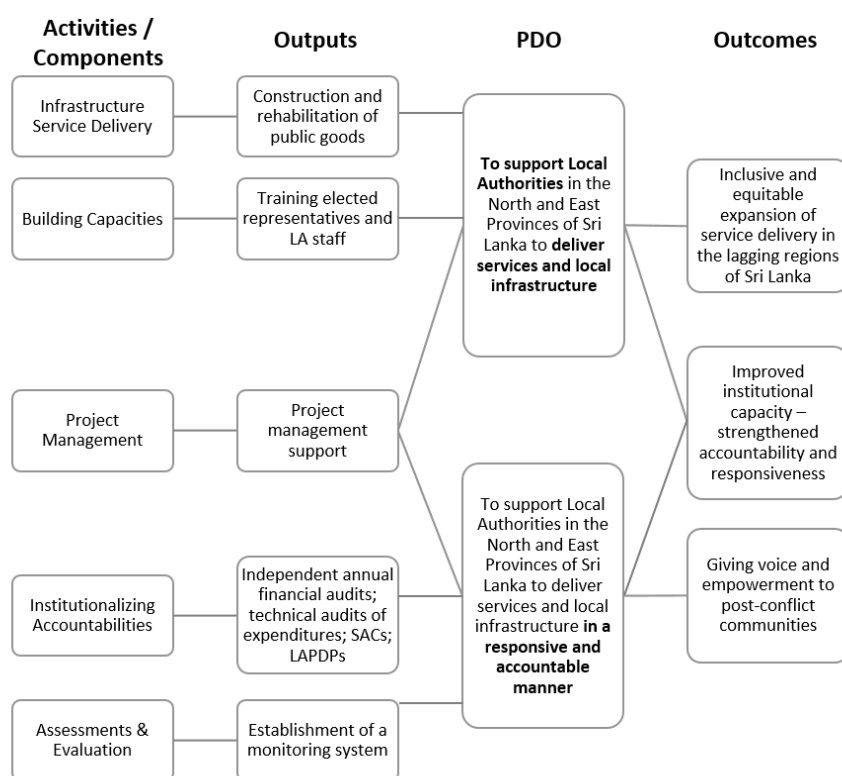 Activities /
Components
Outputs
PDO
Outcomes
Infrastructure
Service Delivery
Construction and
rehabilitation of
public goods
Building Capacities
Training elected
representatives and
LA staff
Project
Management
Project
management
support
Institutionalizing
Accountabilities
Independent annual
financial audits;
technical audits of
expenditures; SACs;
LAPDPs
Assessments &
Evaluation
Establishment of a
monitoring system
To support Local
Authorities in the
North and East
Provinces of Sri
Lanka to deliver
services and local
infrastructure
To support Local
Authorities in the
North and East
Provinces of Sri
Lanka to deliver
services and local
infrastructure in a
responsive and
accountable
manner
Inclusive and
equitable
expansion of
service delivery in
the lagging regions
of Sri Lanka
Improved
institutional
capacity –
strengthened
accountability and
responsiveness
Giving voice and
empowerment to
post-conflict
communities